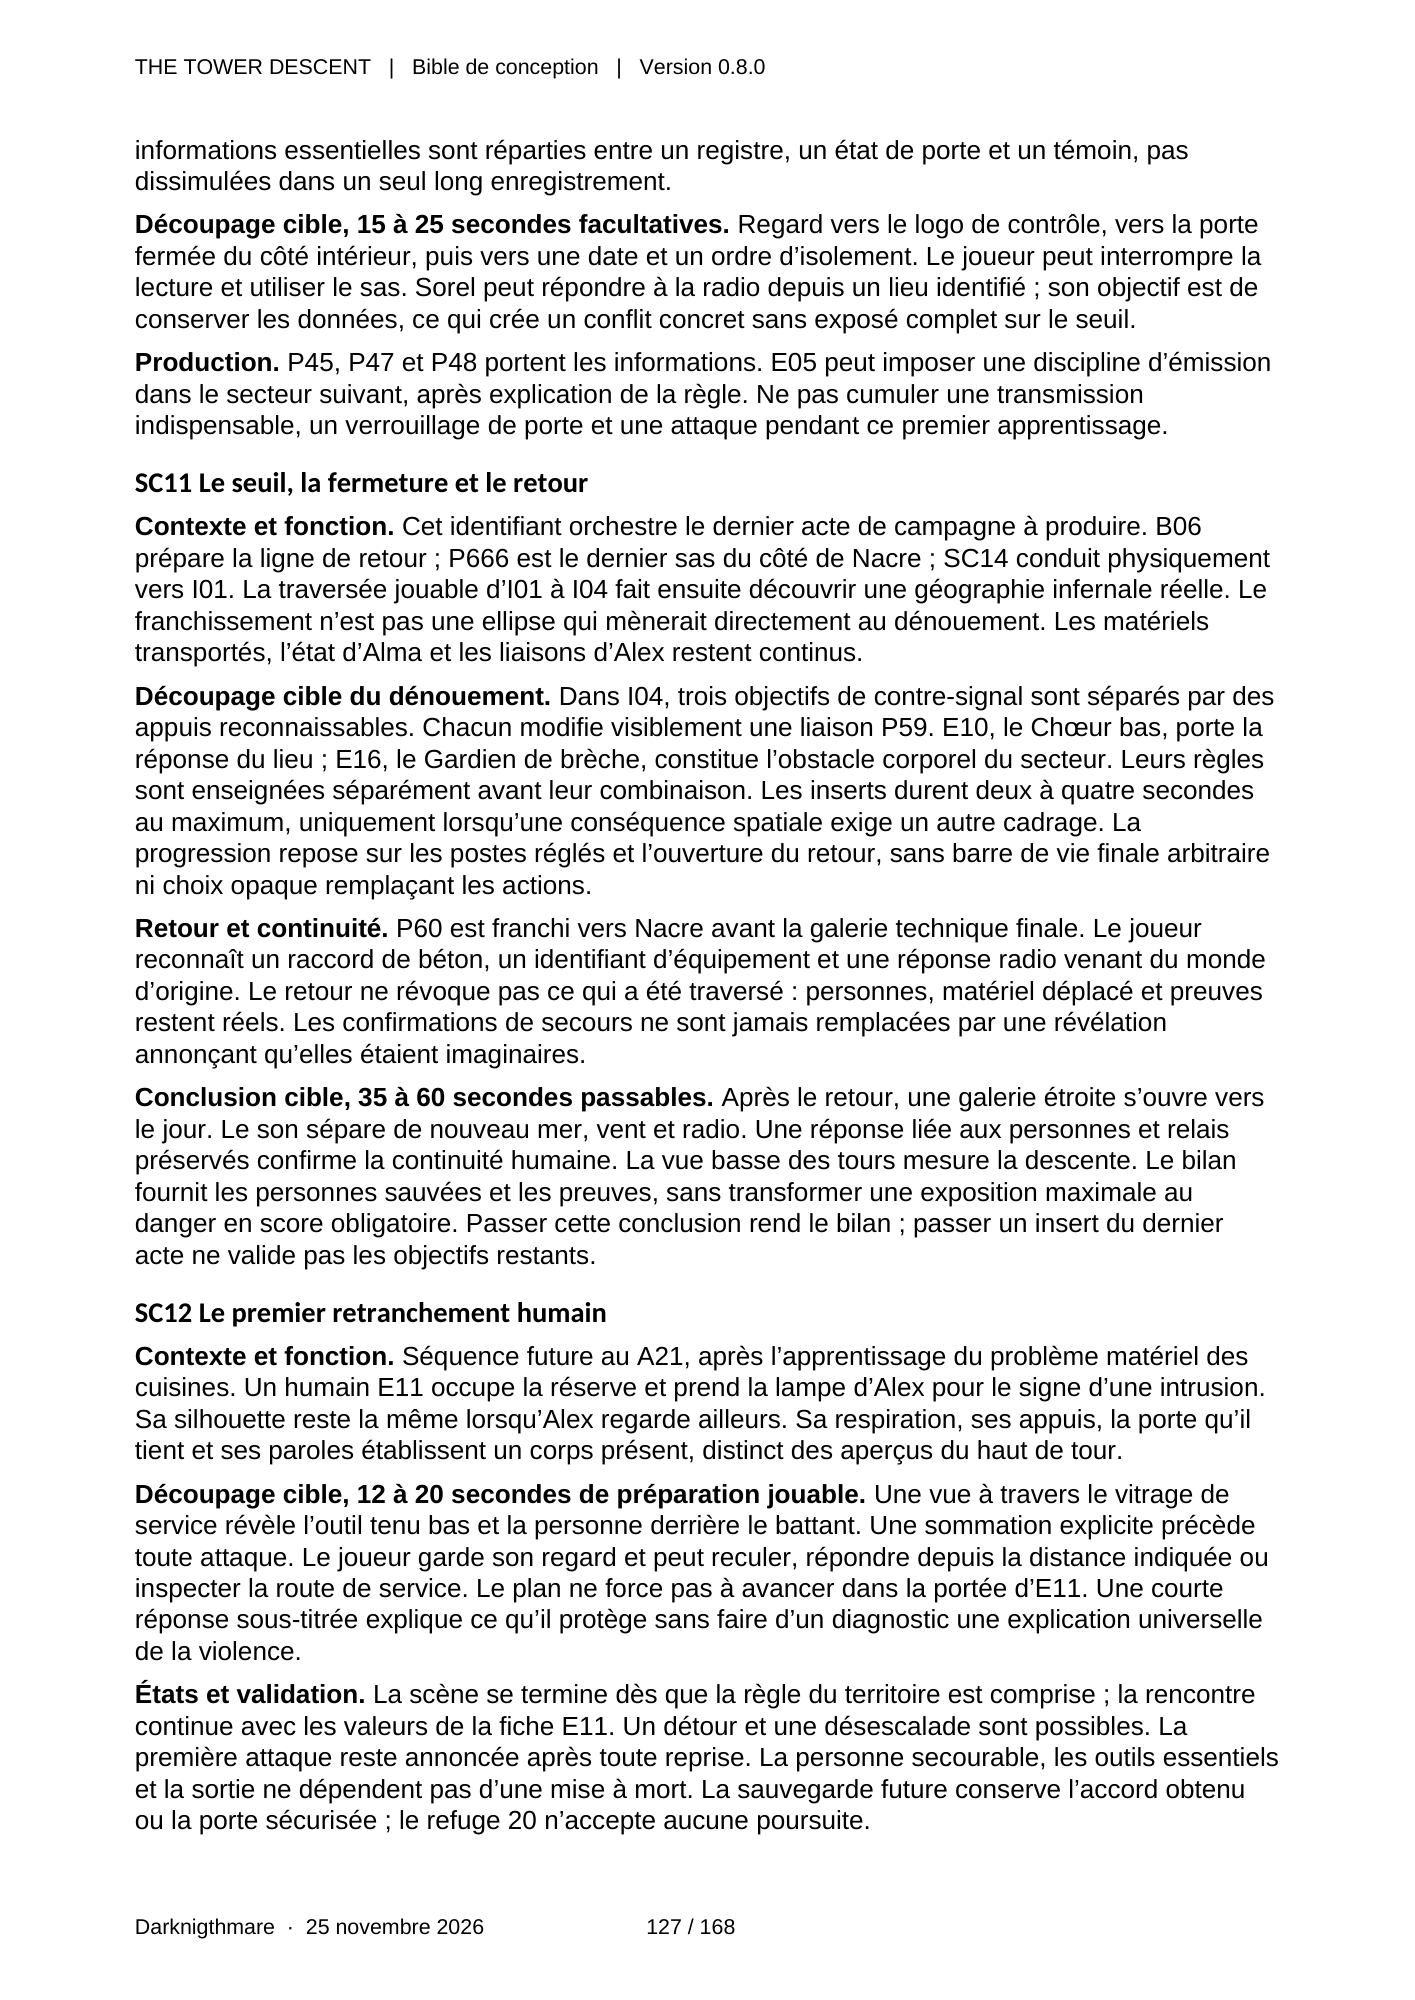 THE TOWER DESCENT | Bible de conception | Version 0.8.0
informations essentielles sont réparties entre un registre, un état de porte et un témoin, pas
dissimulées dans un seul long enregistrement.
Découpage cible, 15 à 25 secondes facultatives. Regard vers le logo de contrôle, vers la porte
fermée du côté intérieur, puis vers une date et un ordre d’isolement. Le joueur peut interrompre la
lecture et utiliser le sas. Sorel peut répondre à la radio depuis un lieu identifié ; son objectif est de
conserver les données, ce qui crée un conflit concret sans exposé complet sur le seuil.
Production. P45, P47 et P48 portent les informations. E05 peut imposer une discipline d’émission
dans le secteur suivant, après explication de la règle. Ne pas cumuler une transmission
indispensable, un verrouillage de porte et une attaque pendant ce premier apprentissage.
SC11 Le seuil, la fermeture et le retour
Contexte et fonction. Cet identifiant orchestre le dernier acte de campagne à produire. B06
prépare la ligne de retour ; P666 est le dernier sas du côté de Nacre ; SC14 conduit physiquement
vers I01. La traversée jouable d’I01 à I04 fait ensuite découvrir une géographie infernale réelle. Le
franchissement n’est pas une ellipse qui mènerait directement au dénouement. Les matériels
transportés, l’état d’Alma et les liaisons d’Alex restent continus.
Découpage cible du dénouement. Dans I04, trois objectifs de contre-signal sont séparés par des
appuis reconnaissables. Chacun modifie visiblement une liaison P59. E10, le Chœur bas, porte la
réponse du lieu ; E16, le Gardien de brèche, constitue l’obstacle corporel du secteur. Leurs règles
sont enseignées séparément avant leur combinaison. Les inserts durent deux à quatre secondes
au maximum, uniquement lorsqu’une conséquence spatiale exige un autre cadrage. La
progression repose sur les postes réglés et l’ouverture du retour, sans barre de vie finale arbitraire
ni choix opaque remplaçant les actions.
Retour et continuité. P60 est franchi vers Nacre avant la galerie technique finale. Le joueur
reconnaît un raccord de béton, un identifiant d’équipement et une réponse radio venant du monde
d’origine. Le retour ne révoque pas ce qui a été traversé : personnes, matériel déplacé et preuves
restent réels. Les confirmations de secours ne sont jamais remplacées par une révélation
annonçant qu’elles étaient imaginaires.
Conclusion cible, 35 à 60 secondes passables. Après le retour, une galerie étroite s’ouvre vers
le jour. Le son sépare de nouveau mer, vent et radio. Une réponse liée aux personnes et relais
préservés confirme la continuité humaine. La vue basse des tours mesure la descente. Le bilan
fournit les personnes sauvées et les preuves, sans transformer une exposition maximale au
danger en score obligatoire. Passer cette conclusion rend le bilan ; passer un insert du dernier
acte ne valide pas les objectifs restants.
SC12 Le premier retranchement humain
Contexte et fonction. Séquence future au A21, après l’apprentissage du problème matériel des
cuisines. Un humain E11 occupe la réserve et prend la lampe d’Alex pour le signe d’une intrusion.
Sa silhouette reste la même lorsqu’Alex regarde ailleurs. Sa respiration, ses appuis, la porte qu’il
tient et ses paroles établissent un corps présent, distinct des aperçus du haut de tour.
Découpage cible, 12 à 20 secondes de préparation jouable. Une vue à travers le vitrage de
service révèle l’outil tenu bas et la personne derrière le battant. Une sommation explicite précède
toute attaque. Le joueur garde son regard et peut reculer, répondre depuis la distance indiquée ou
inspecter la route de service. Le plan ne force pas à avancer dans la portée d’E11. Une courte
réponse sous-titrée explique ce qu’il protège sans faire d’un diagnostic une explication universelle
de la violence.
États et validation. La scène se termine dès que la règle du territoire est comprise ; la rencontre
continue avec les valeurs de la fiche E11. Un détour et une désescalade sont possibles. La
première attaque reste annoncée après toute reprise. La personne secourable, les outils essentiels
et la sortie ne dépendent pas d’une mise à mort. La sauvegarde future conserve l’accord obtenu
ou la porte sécurisée ; le refuge 20 n’accepte aucune poursuite.
Darknigthmare · 25 novembre 2026 127 / 168